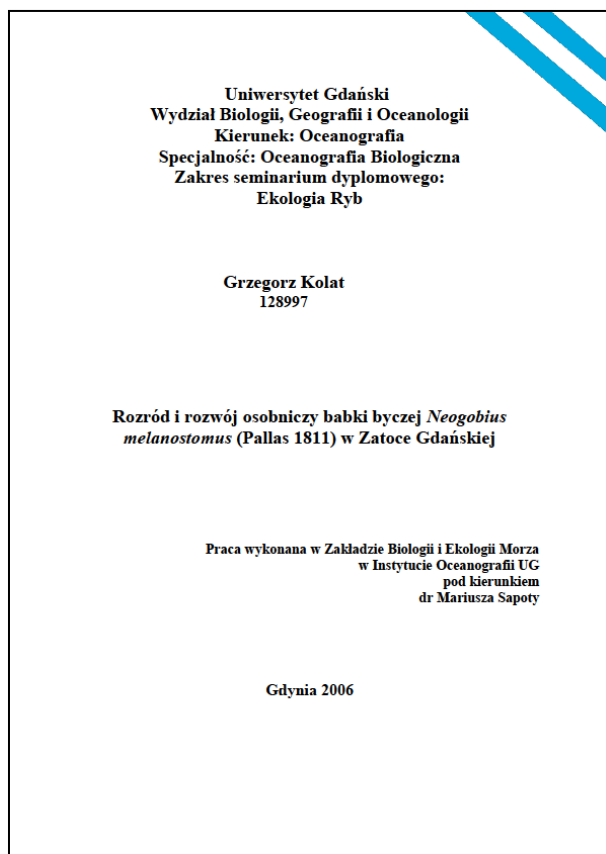 Uniwersytet Gdański
Wydział Biologii, Geografii i Oceanologii
Kierunek: Oceanografia
Specjalność: Oceanografia Biologiczna
Zakres seminarium dyplomowego:
Ekologia Ryb
Grzegorz Kolat
128997
Rozród i rozwój osobniczy babki byczej Neogobius
melanostomus (Pallas 1811) w Zatoce Gdańskiej
Praca wykonana w Zakładzie Biologii i Ekologii Morza
w Instytucie Oceanografii UG
pod kierunkiem
dr Mariusza Sapoty
Gdynia 2006